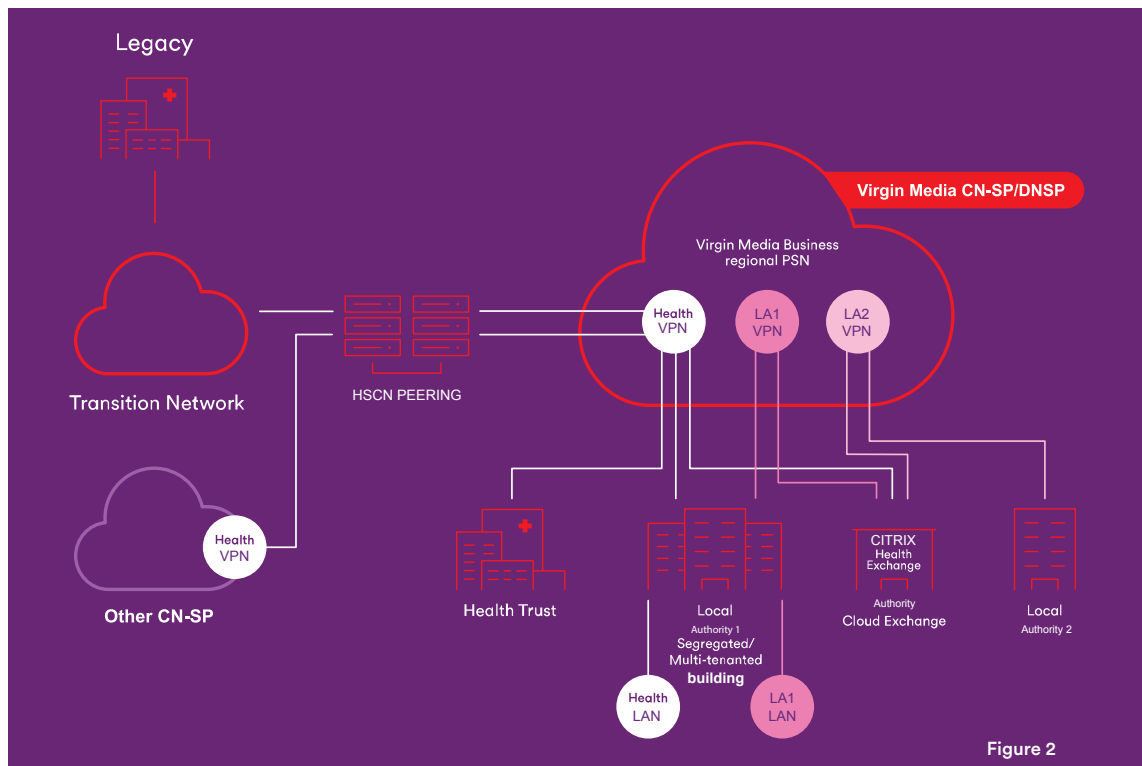 Legacy
Virgin Media CN-SP/DNSP
Virgin Media Business
regional PSN
Health
VPN
LA1
VPN
LA2
VPN
HSCN PEERING
Transition Network
Health
VPN
Other CN-SP
CITRIX
Health
Exchange
Health Trust
Local
Authority 1
Segregated/
Multi-tenanted
building
Authority
Cloud Exchange
Local
Authority 2
Health
LAN
LA1
LAN
Figure 2